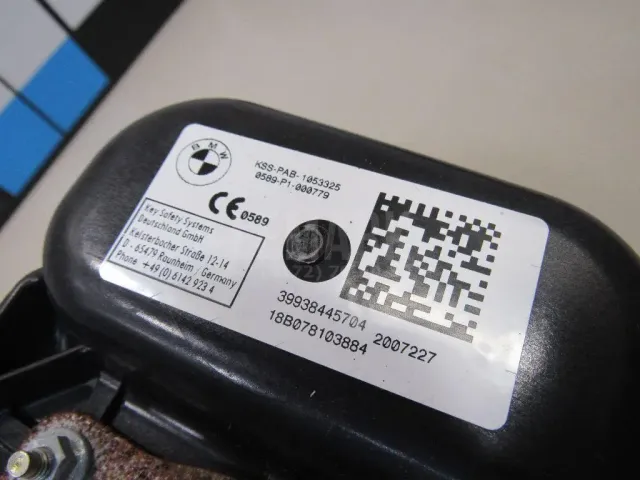 BMW
KSS-PAB-1053325
0589-P1-000779
CE 0589
Key Safety Systems
Deutschland GmbH
Kelsterbacher Straße 12-14
D - 65479 Raunheim / Germany
Phone +49 (0) 6142 923 4
39938445704 2007227
18B078103884